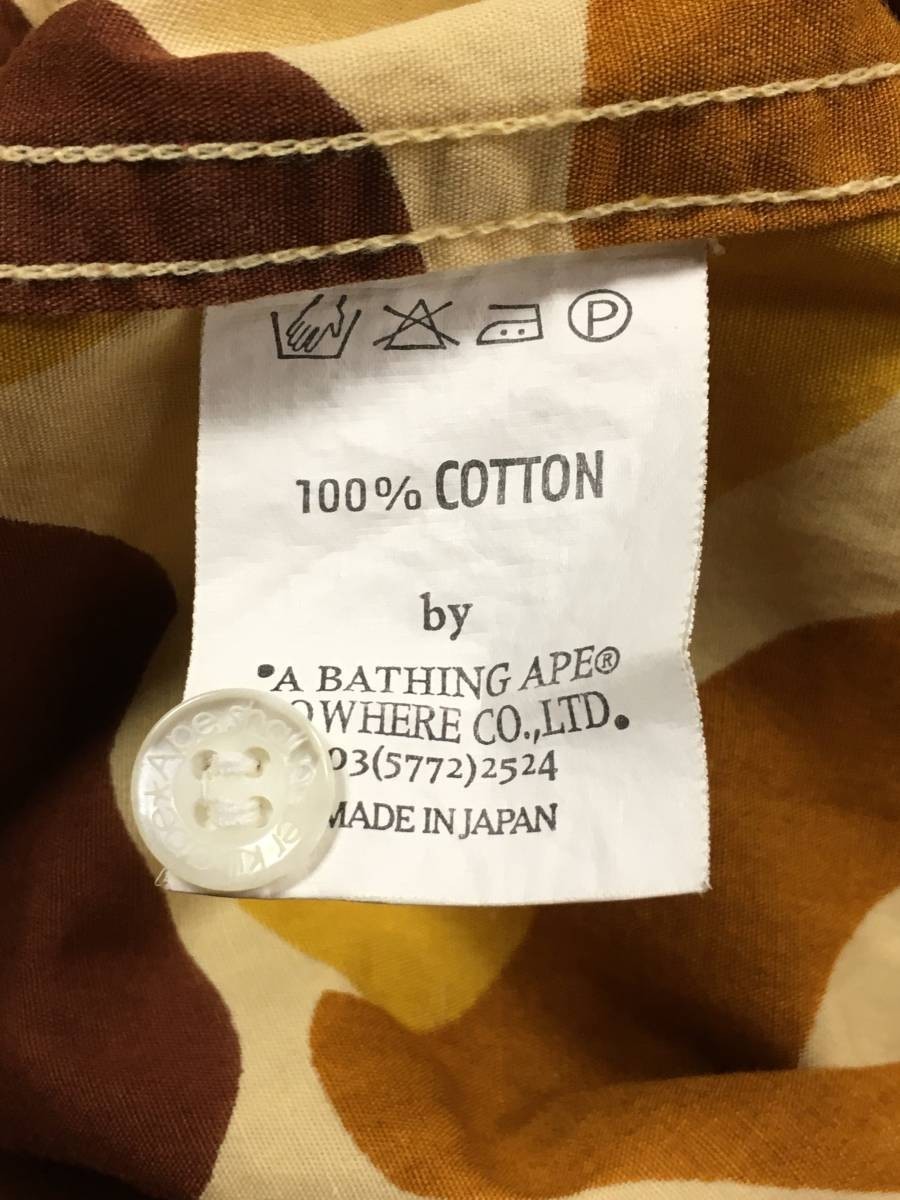 P
100% COTTON
by
•A BATHING APE®
OWHERE CO.,LTD.•
03(5772)2524
MADE IN JAPAN